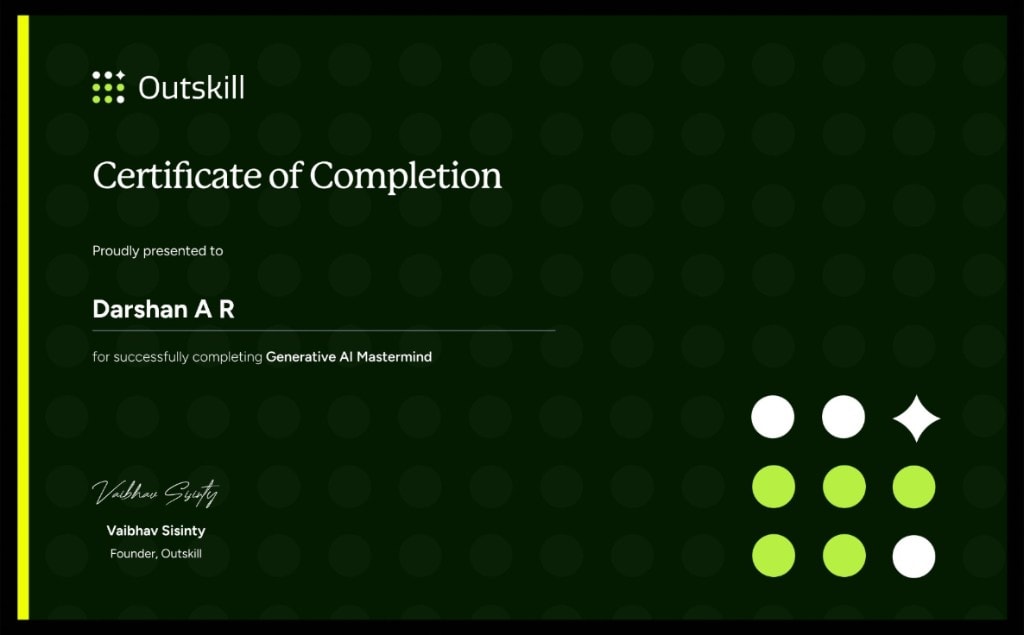 Outskill
Certificate of Completion
Proudly presented to
Darshan A R
for successfully completing Generative AI Mastermind
Vaibhav Sisinty
Vaibhav Sisinty
Founder, Outskill